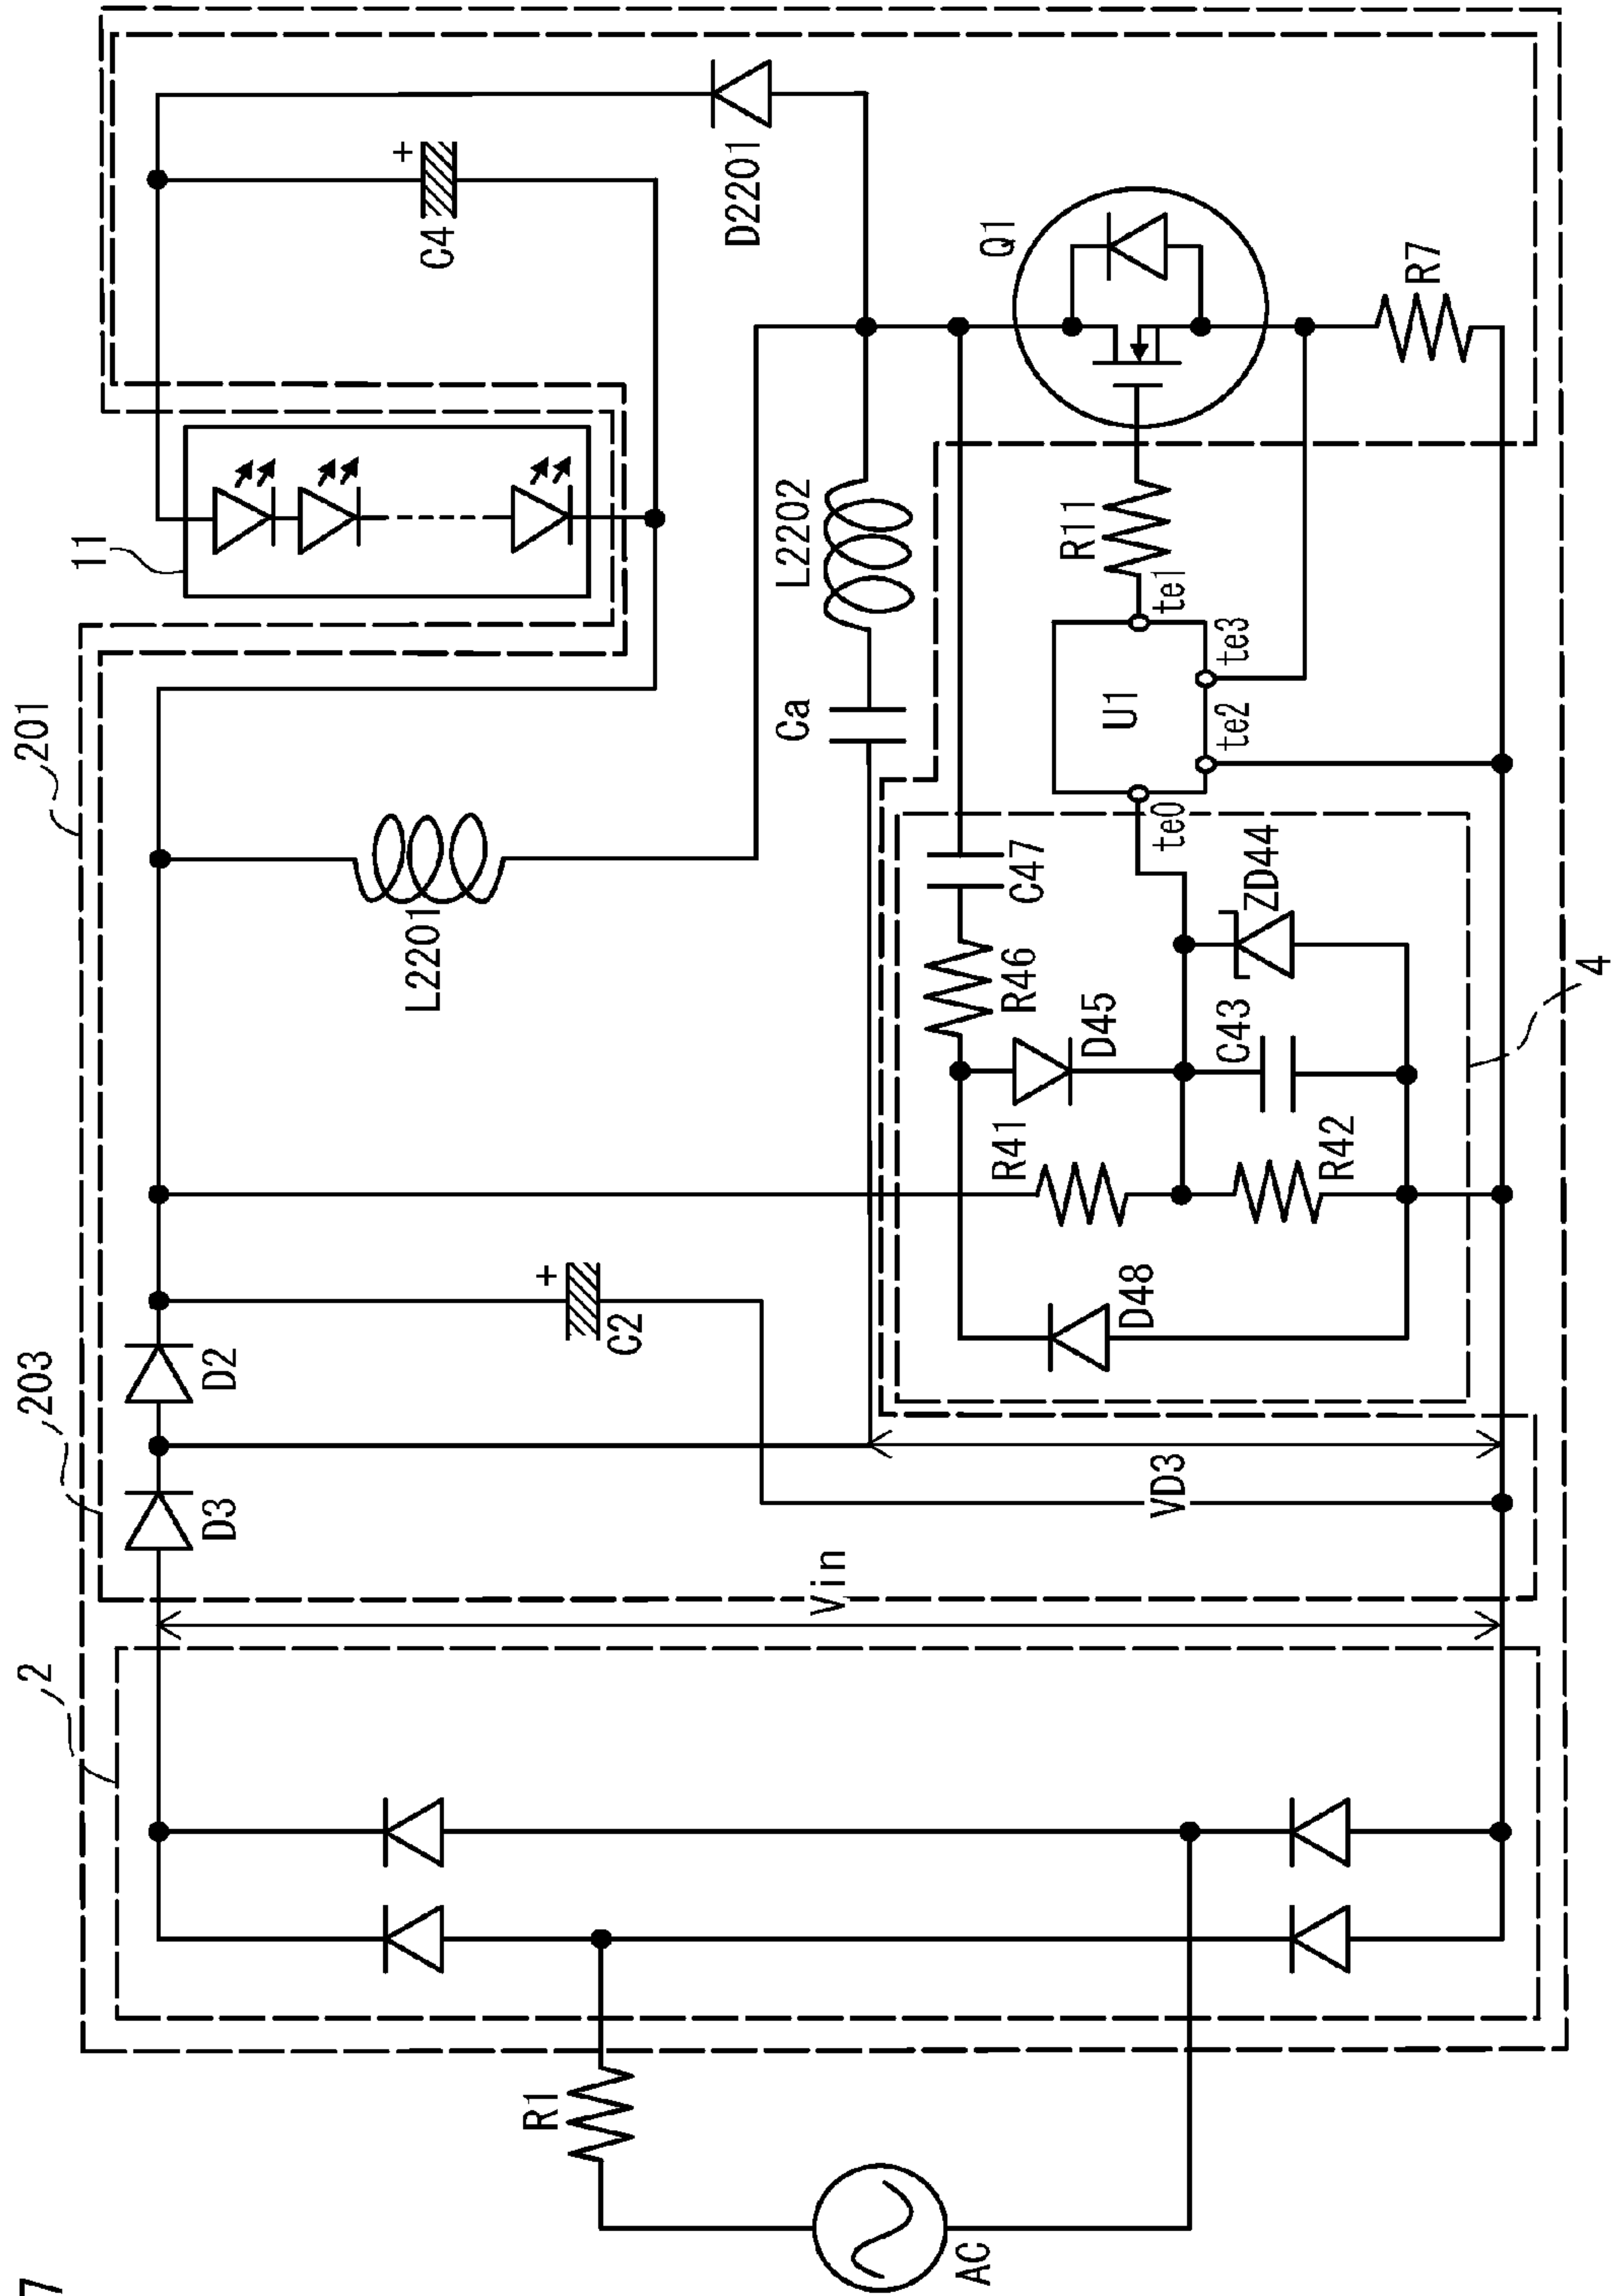 7
2
203
201
11
AC
R1
Vin
D3
D2
VD3
C2
+
D48
R41
R42
D45
C43
R46
C47
ZD44
te0
4
L2201
Ca
L2202
U1
te2
te3
te1
R11
Q1
R7
C4
+
D2201